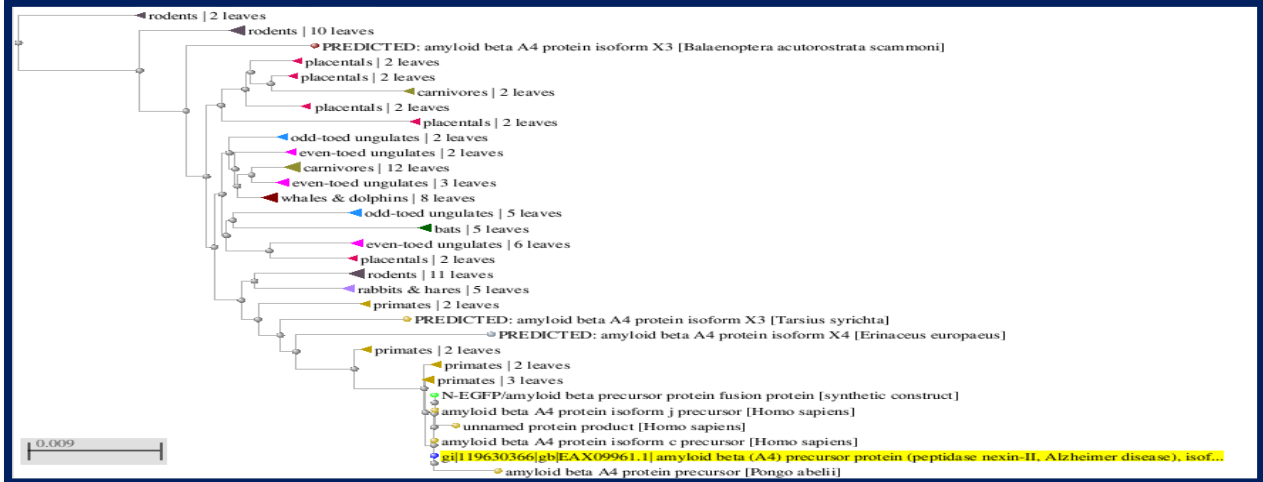 rodents | 2 leaves
rodents | 10 leaves
PREDICTED: amyloid beta A4 protein isoform X3 [Balaenoptera acutorostrata scammoni]
placentals | 2 leaves
placentals | 2 leaves
carnivores | 2 leaves
placentals | 2 leaves
placentals | 2 leaves
odd-toed ungulates | 2 leaves
even-toed ungulates | 2 leaves
carnivores | 12 leaves
even-toed ungulates | 3 leaves
whales & dolphins | 8 leaves
odd-toed ungulates | 5 leaves
bats | 5 leaves
even-toed ungulates | 6 leaves
placentals | 2 leaves
rodents | 11 leaves
rabbits & hares | 5 leaves
primates | 2 leaves
PREDICTED: amyloid beta A4 protein isoform X3 [Tarsius syrichta]
PREDICTED: amyloid beta A4 protein isoform X4 [Erinaceus europaeus]
primates | 2 leaves
primates | 2 leaves
primates | 3 leaves
N-EGFP/amyloid beta precursor protein fusion protein [synthetic construct]
amyloid beta A4 protein isoform j precursor [Homo sapiens]
unnamed protein product [Homo sapiens]
amyloid beta A4 protein isoform c precursor [Homo sapiens]
gi|119630366|gb|EAX09961.1| amyloid beta (A4) precursor protein (peptidase nexin-II, Alzheimer disease), isof...
amyloid beta A4 protein precursor [Pongo abelii]
0.009